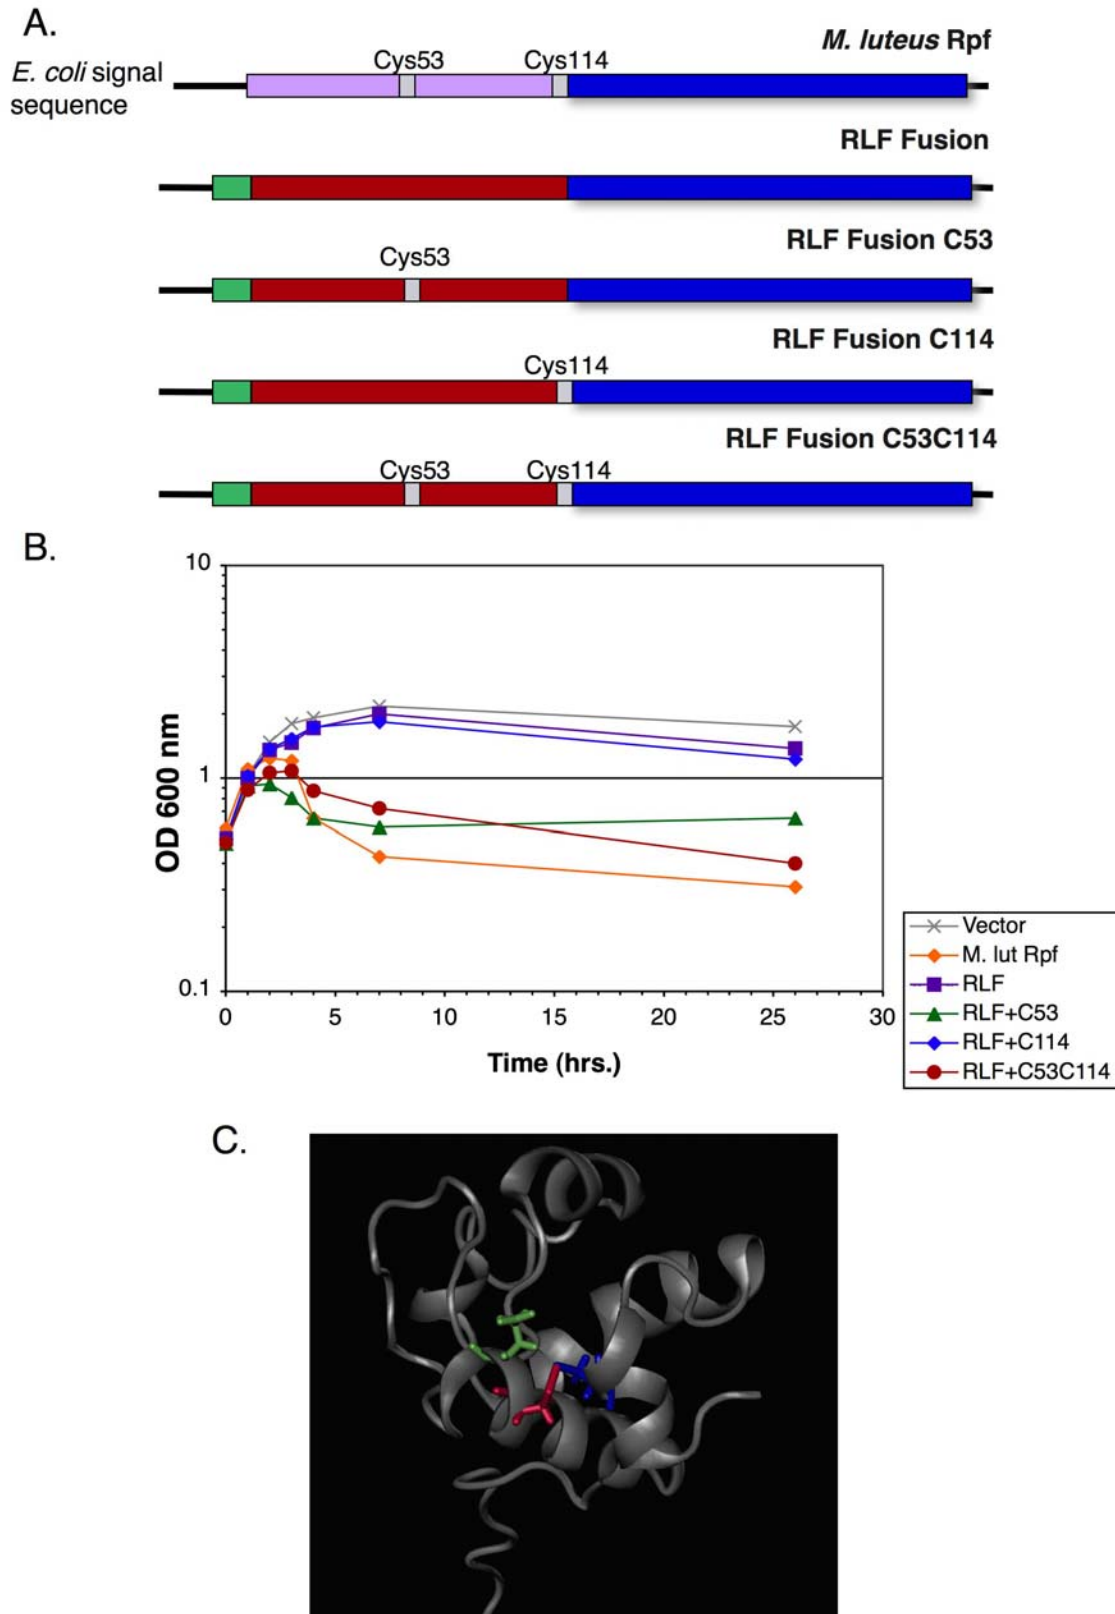 A.
M. luteus Rpf
E. coli signal
sequence
Cys53
Cys114
RLF Fusion
RLF Fusion C53
Cys53
RLF Fusion C114
Cys114
RLF Fusion C53C114
Cys53
Cys114
B.
10
1
0.1
OD 600 nm
0
5
10
15
20
25
30
Time (hrs.)
Vector
M. lut Rpf
RLF
RLF+C53
RLF+C114
RLF+C53C114
C.